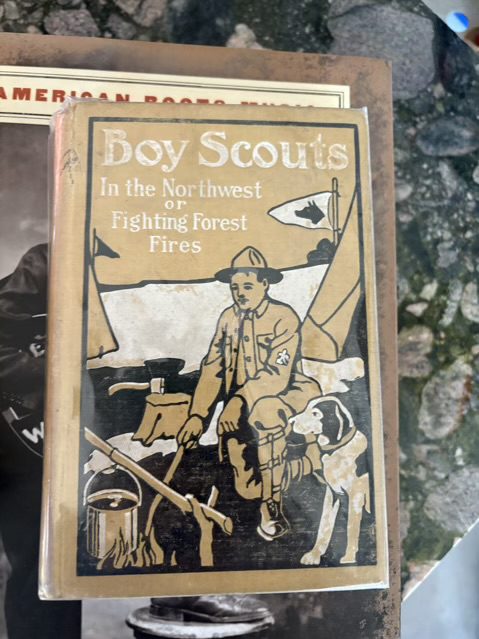 AMERICAN ROOTS MUSIC
Boy Scouts
In the Northwest
or
Fighting Forest
Fires